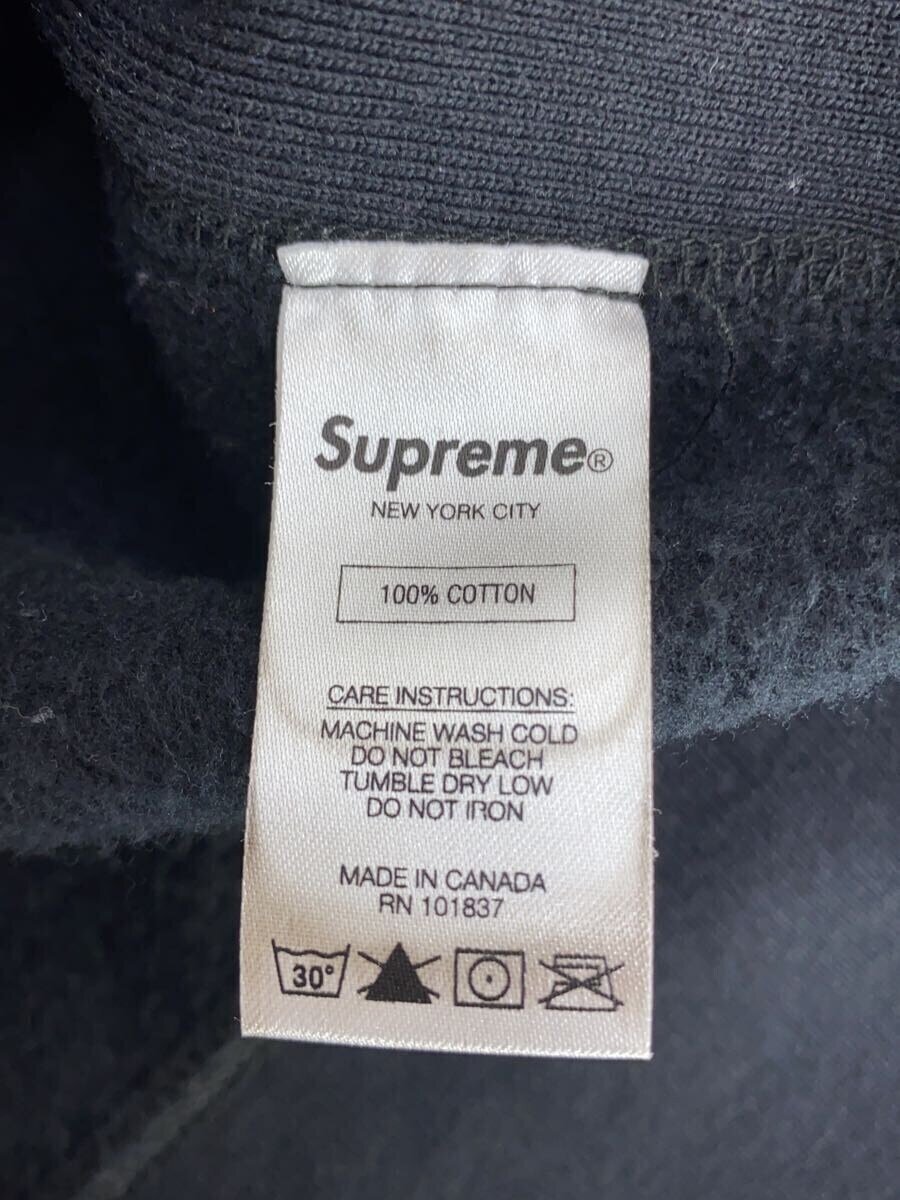 Supreme®
NEW YORK CITY
100% COTTON
CARE INSTRUCTIONS:
MACHINE WASH COLD
DO NOT BLEACH
TUMBLE DRY LOW
DO NOT IRON
MADE IN CANADA
RN 101837
30°